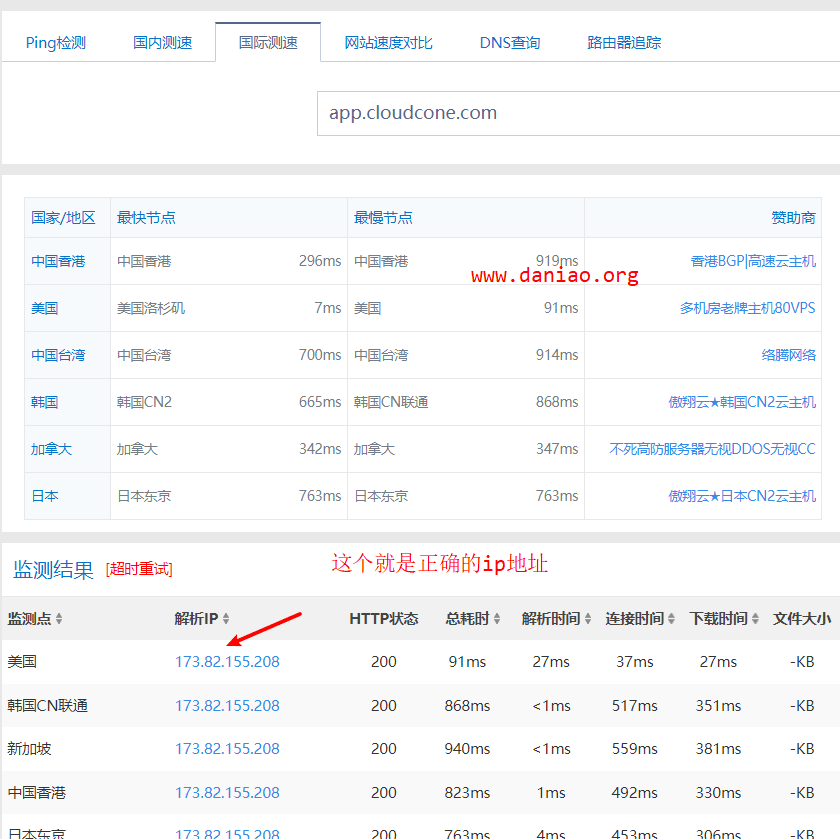 Ping检测 国内测速 国际测速 网站速度对比 DNS查询 路由器追踪
app.cloudcone.com
国家/地区 最快节点 最慢节点 赞助商
中国香港 中国香港 296ms 中国香港 919ms 香港BGP|高速云主机
www.daniao.org
美国 美国洛杉矶 7ms 美国 91ms 多机房老牌主机80VPS
中国台湾 中国台湾 700ms 中国台湾 914ms 络腾网络
韩国 韩国CN2 665ms 韩国CN联通 868ms 傲翔云★韩国CN2云主机
加拿大 加拿大 342ms 加拿大 347ms 不死高防服务器无视DDOS无视CC
日本 日本东京 763ms 日本东京 763ms 傲翔云★日本CN2云主机
监测结果 [超时重试] 这个就是正确的ip地址
监测点 解析IP HTTP状态 总耗时 解析时间 连接时间 下载时间 文件大小
美国 173.82.155.208 200 91ms 27ms 37ms 27ms -KB
韩国CN联通 173.82.155.208 200 868ms <1ms 517ms 351ms -KB
新加坡 173.82.155.208 200 940ms <1ms 559ms 381ms -KB
中国香港 173.82.155.208 200 823ms 1ms 492ms 330ms -KB
日本东京 173.82.155.208 200 763ms 4ms 453ms 306ms -KB